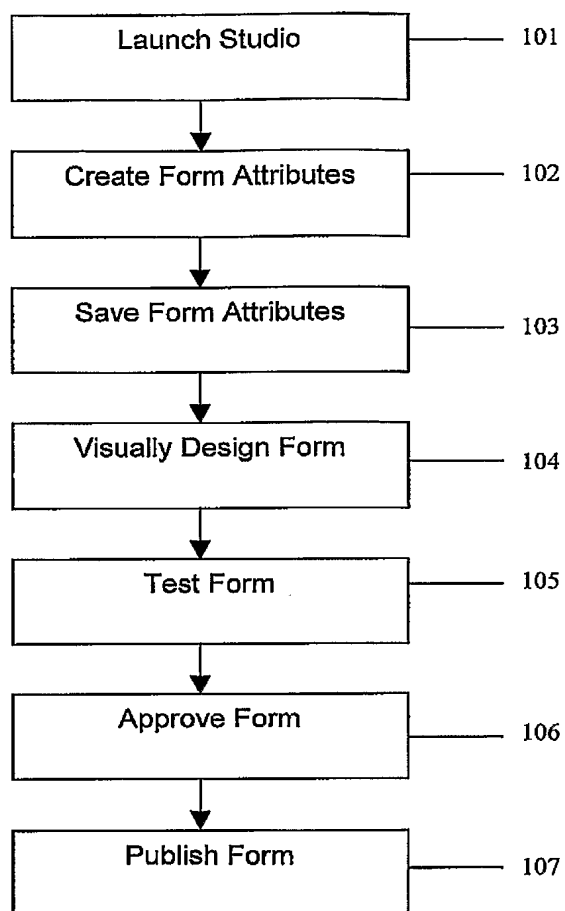 Launch Studio 101
Create Form Attributes 102
Save Form Attributes 103
Visually Design Form 104
Test Form 105
Approve Form 106
Publish Form 107